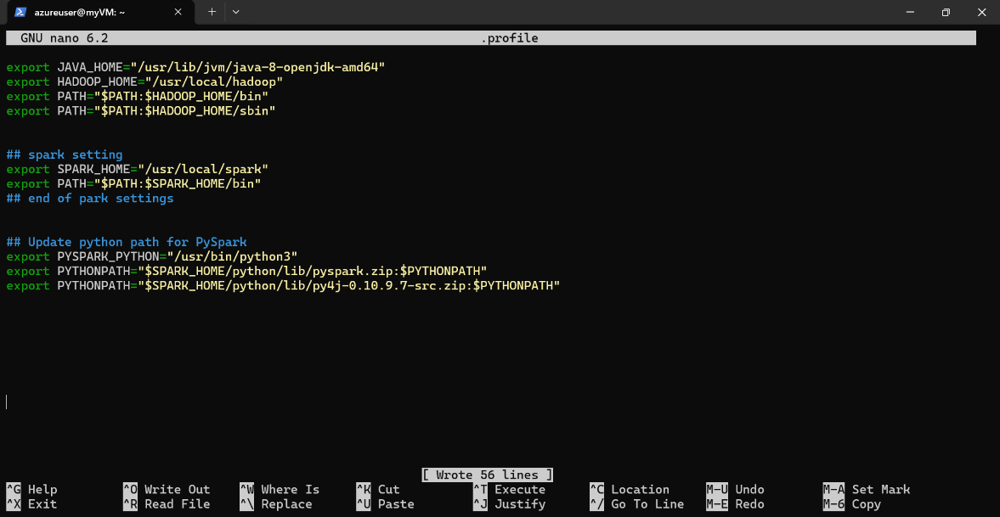 azureuser@myVM: ~
GNU nano 6.2 .profile
export JAVA_HOME="/usr/lib/jvm/java-8-openjdk-amd64"
export HADOOP_HOME="/usr/local/hadoop"
export PATH="$PATH:$HADOOP_HOME/bin"
export PATH="$PATH:$HADOOP_HOME/sbin"
## spark setting
export SPARK_HOME="/usr/local/spark"
export PATH="$PATH:$SPARK_HOME/bin"
## end of park settings
## Update python path for PySpark
export PYSPARK_PYTHON="/usr/bin/python3"
export PYTHONPATH="$SPARK_HOME/python/lib/pyspark.zip:$PYTHONPATH"
export PYTHONPATH="$SPARK_HOME/python/lib/py4j-0.10.9.7-src.zip:$PYTHONPATH"
[ Wrote 56 lines ]
^G Help ^O Write Out ^W Where Is ^K Cut ^T Execute ^C Location M-U Undo M-A Set Mark
^X Exit ^R Read File ^\ Replace ^U Paste ^J Justify ^/ Go To Line M-E Redo M-6 Copy